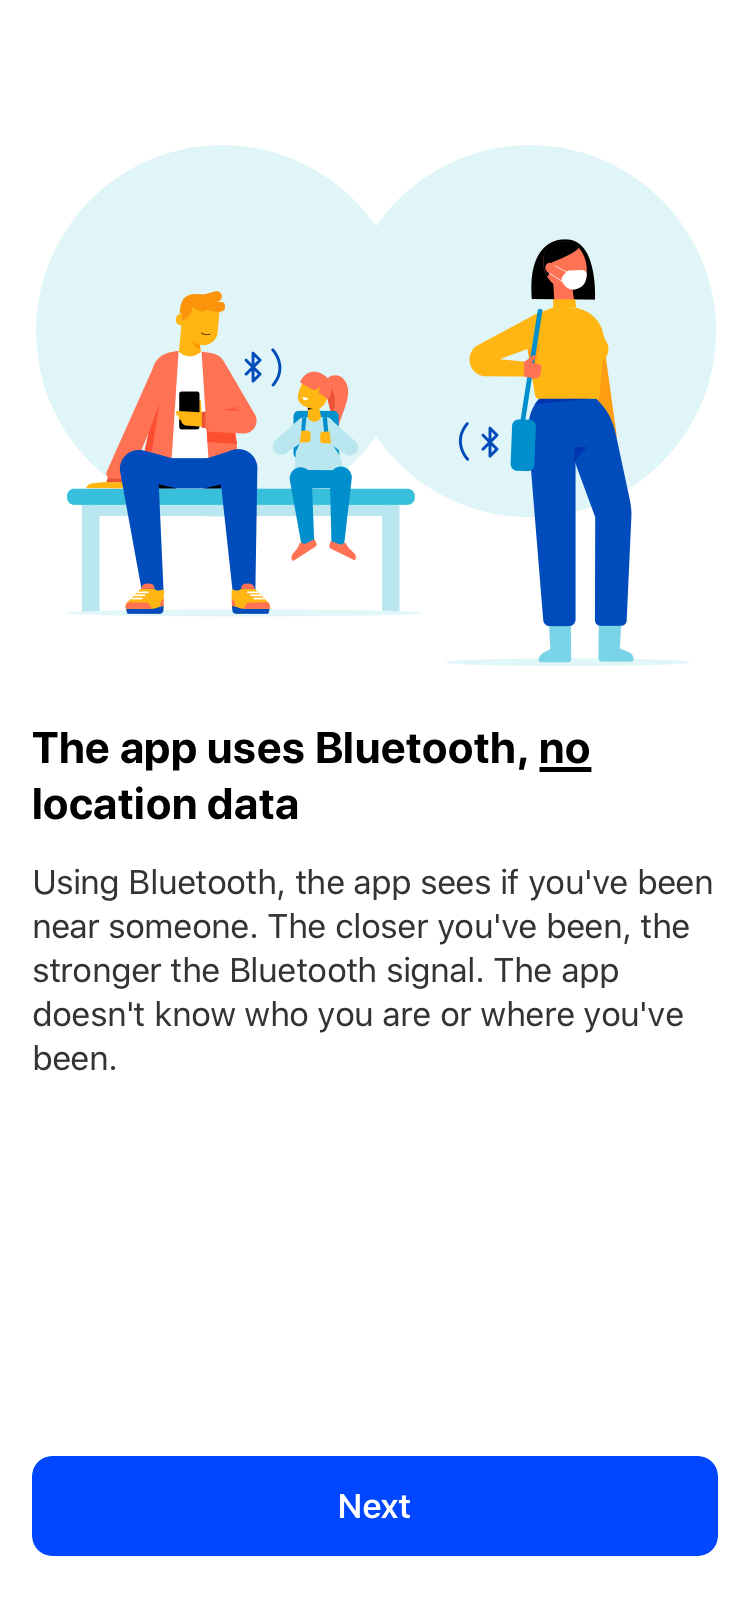 The app uses Bluetooth, no
location data
Using Bluetooth, the app sees if you've been
near someone. The closer you've been, the
stronger the Bluetooth signal. The app
doesn't know who you are or where you've
been.
Next